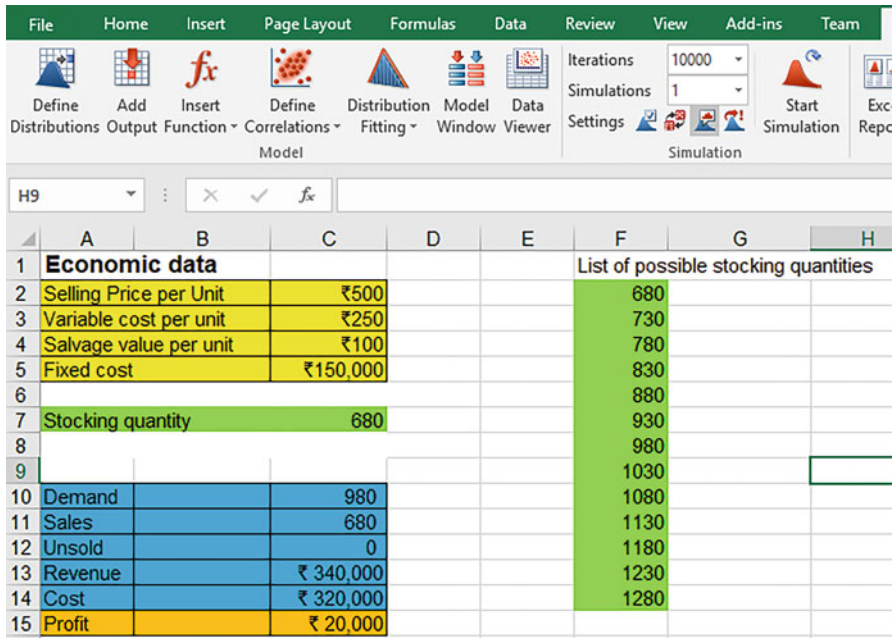 File Home Insert Page Layout Formulas Data Review View Add-ins Team
Define Distributions
Add Output
Insert Function
Define Correlations
Distribution Fitting
Model Window
Data Viewer
Iterations 10000
Simulations 1
Settings
Start Simulation
Model
Simulation
H9 fx
A B C D E F G H
1 Economic data List of possible stocking quantities
2 Selling Price per Unit ₹500 680
3 Variable cost per unit ₹250 730
4 Salvage value per unit ₹100 780
5 Fixed cost ₹150,000 830
6 880
7 Stocking quantity 680 930
8 980
9 1030
10 Demand 980 1080
11 Sales 680 1130
12 Unsold 0 1180
13 Revenue ₹ 340,000 1230
14 Cost ₹ 320,000 1280
15 Profit ₹ 20,000